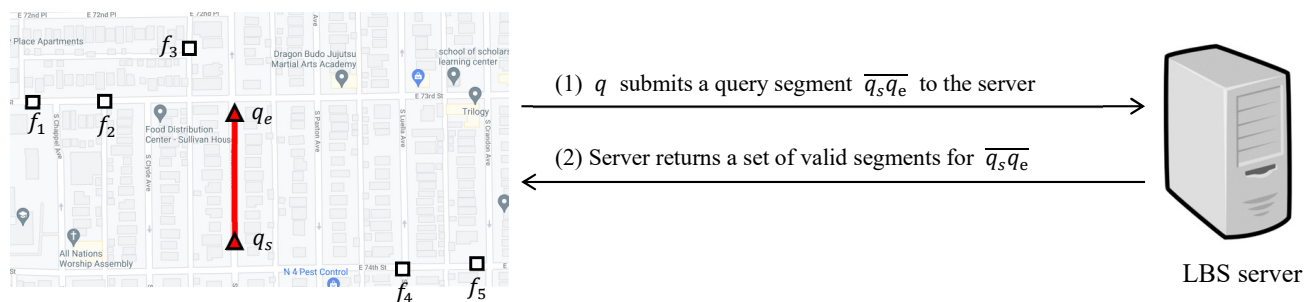 E 72nd Pl
E 72nd Pl
E 72nd Pl
Place Apartments
f3
Dragon Budo Jujutsu
Martial Arts Academy
school of schola
learning center
E 73rd St
Trilogy
f1
f2
Food Distribution
Center - Sullivan House
qe
S Chappel Ave
S Clyde Ave
S Paxton Ave
S Luella Ave
S Crandon Ave
All Nations
Worship Assembly
qs
N 4 Pest Control
E 74th St
f4
f5
(1) q submits a query segment q̅s̅q̅e̅ to the server
(2) Server returns a set of valid segments for q̅s̅q̅e̅
LBS server